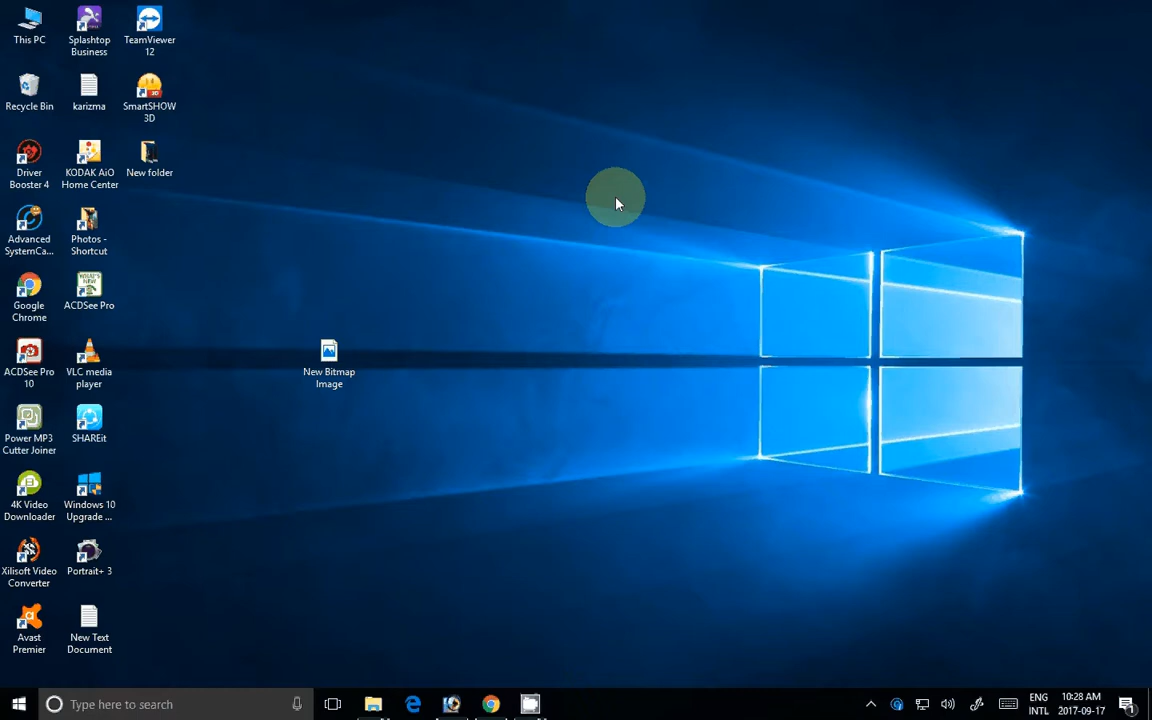 This PC
Splashtop
Business
TeamViewer
12
Recycle Bin
karizma
SmartSHOW
3D
Driver
Booster 4
KODAK AiO
Home Center
New folder
Advanced
SystemCa...
Photos -
Shortcut
Google
Chrome
WHAT'S
NEW
ACDSee Pro
ACDSee Pro
10
VLC media
player
New Bitmap
Image
Power MP3
Cutter Joiner
SHAREit
4K Video
Downloader
Windows 10
Upgrade ...
Xilisoft Video
Converter
Portrait+ 3
Avast
Premier
New Text
Document
Type here to search
ENG
INTL
10:28 AM
2017-09-17
1